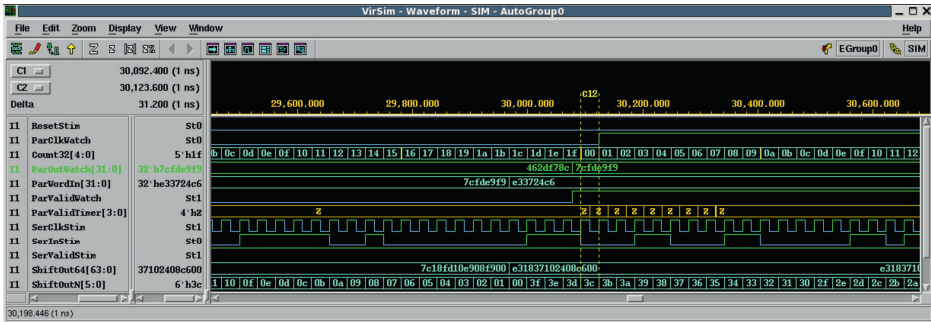 VirSim - Waveform - SIM - AutoGroup0
File Edit Zoom Display View Window Help
EGroup0 SIM
C1 30,092.400 (1 ns)
C2 30,123.600 (1 ns)
Delta 31.200 (1 ns)
C12
29,600.000 29,800.000 30,000.000 30,200.000 30,400.000 30,600.000
I1 ResetStim St0
I1 ParClkWatch St0
I1 Count32[4:0] 5'h1f 0b 0c 0d 0e 0f 10 11 12 13 14 15 16 17 18 19 1a 1b 1c 1d 1e 1f 00 01 02 03 04 05 06 07 08 09 0a 0b 0c 0d 0e 0f 10 11 12
I1 ParOutWatch[31:0] 32'h7cfde9f9 462df78c 7cfde9f9
I1 ParWordIn[31:0] 32'he33724c6 7cfde9f9 e33724c6
I1 ParValidWatch St1
I1 ParValidTimer[3:0] 4'hZ Z Z Z Z Z Z Z Z Z
I1 SerClkStim St1
I1 SerInStim St0
I1 SerValidStim St1
I1 ShiftOut64[63:0] 37102408c600 7c18fd10e908f900 e31837102408c600 e318371
I1 ShiftOutN[5:0] 6'h3c 1 10 0f 0e 0d 0c 0b 0a 09 08 07 06 05 04 03 02 01 00 3f 3e 3d 3c 3b 3a 39 38 37 36 35 34 33 32 31 30 2f 2e 2d 2c 2b 2a
30,198.446 (1 ns)